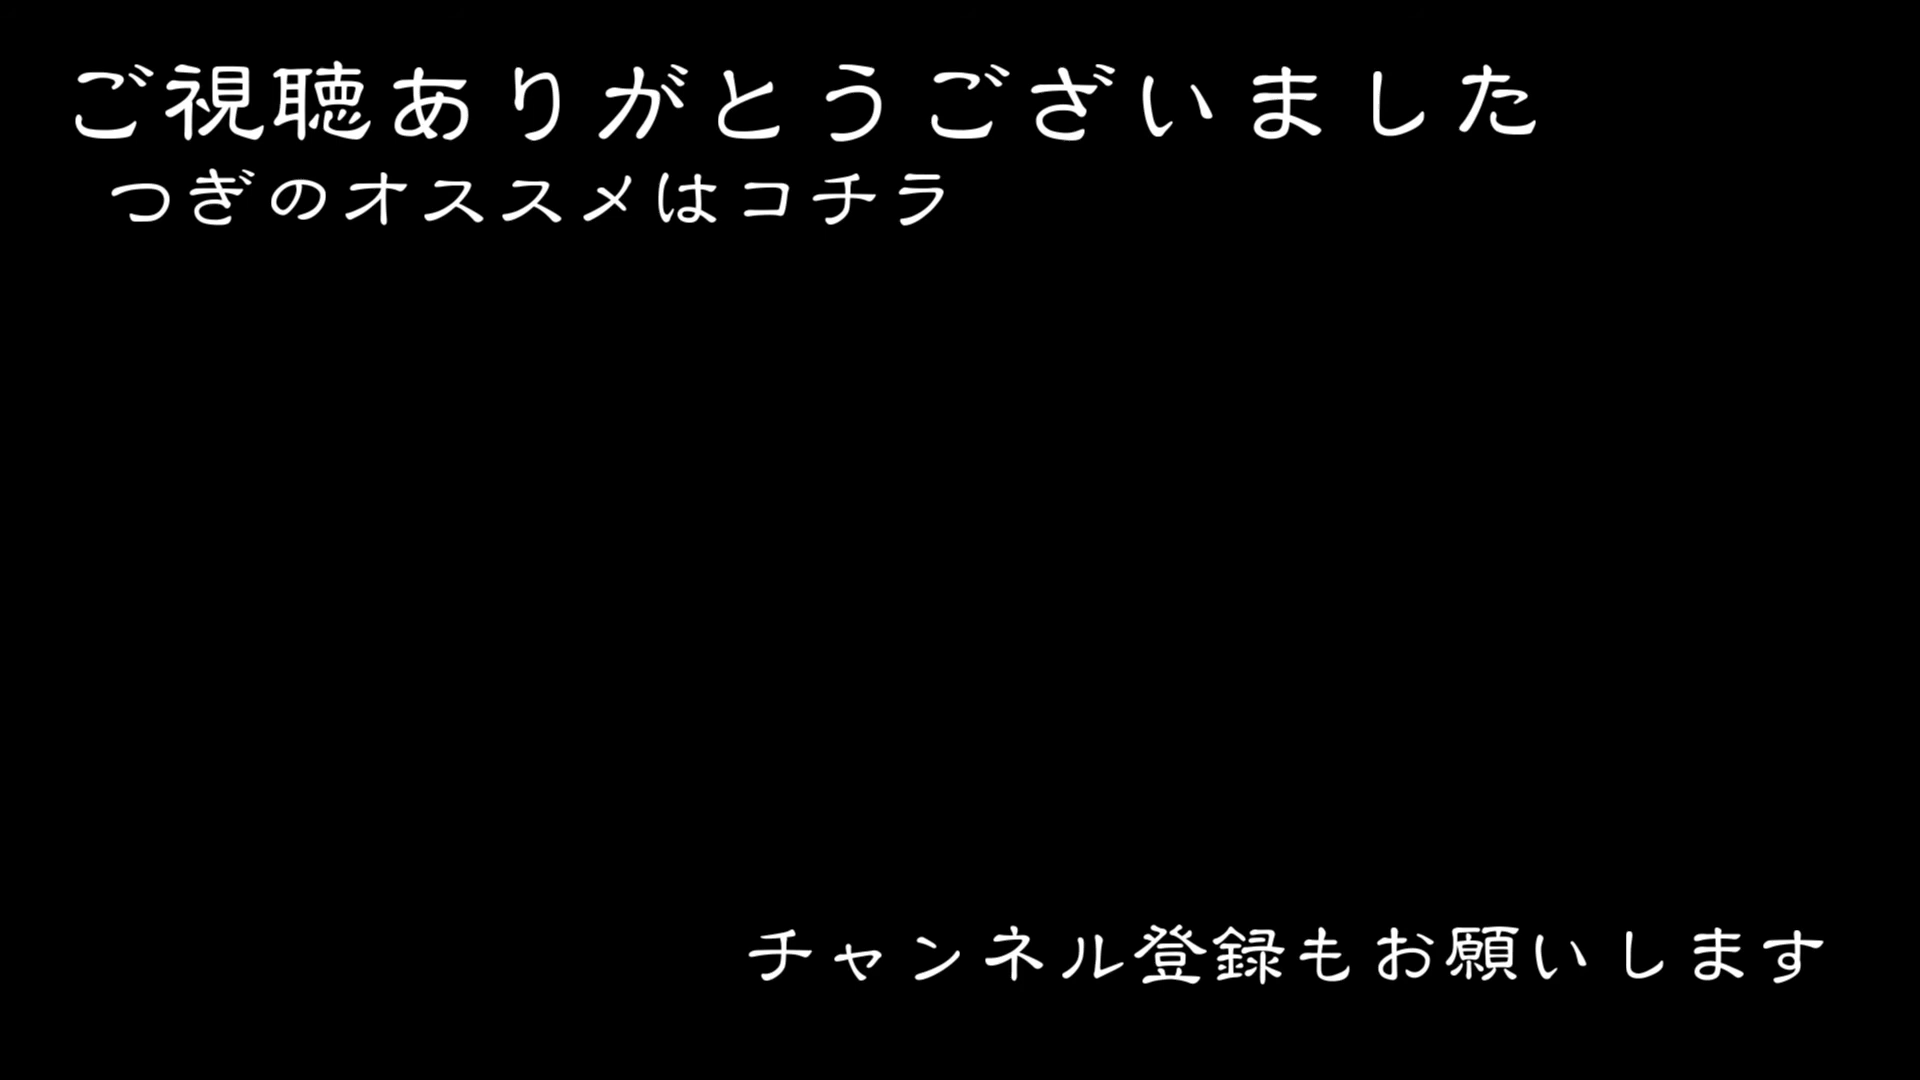 ご視聴ありがとうございました
つぎのオススメはコチラ
チャンネル登録もお願いします